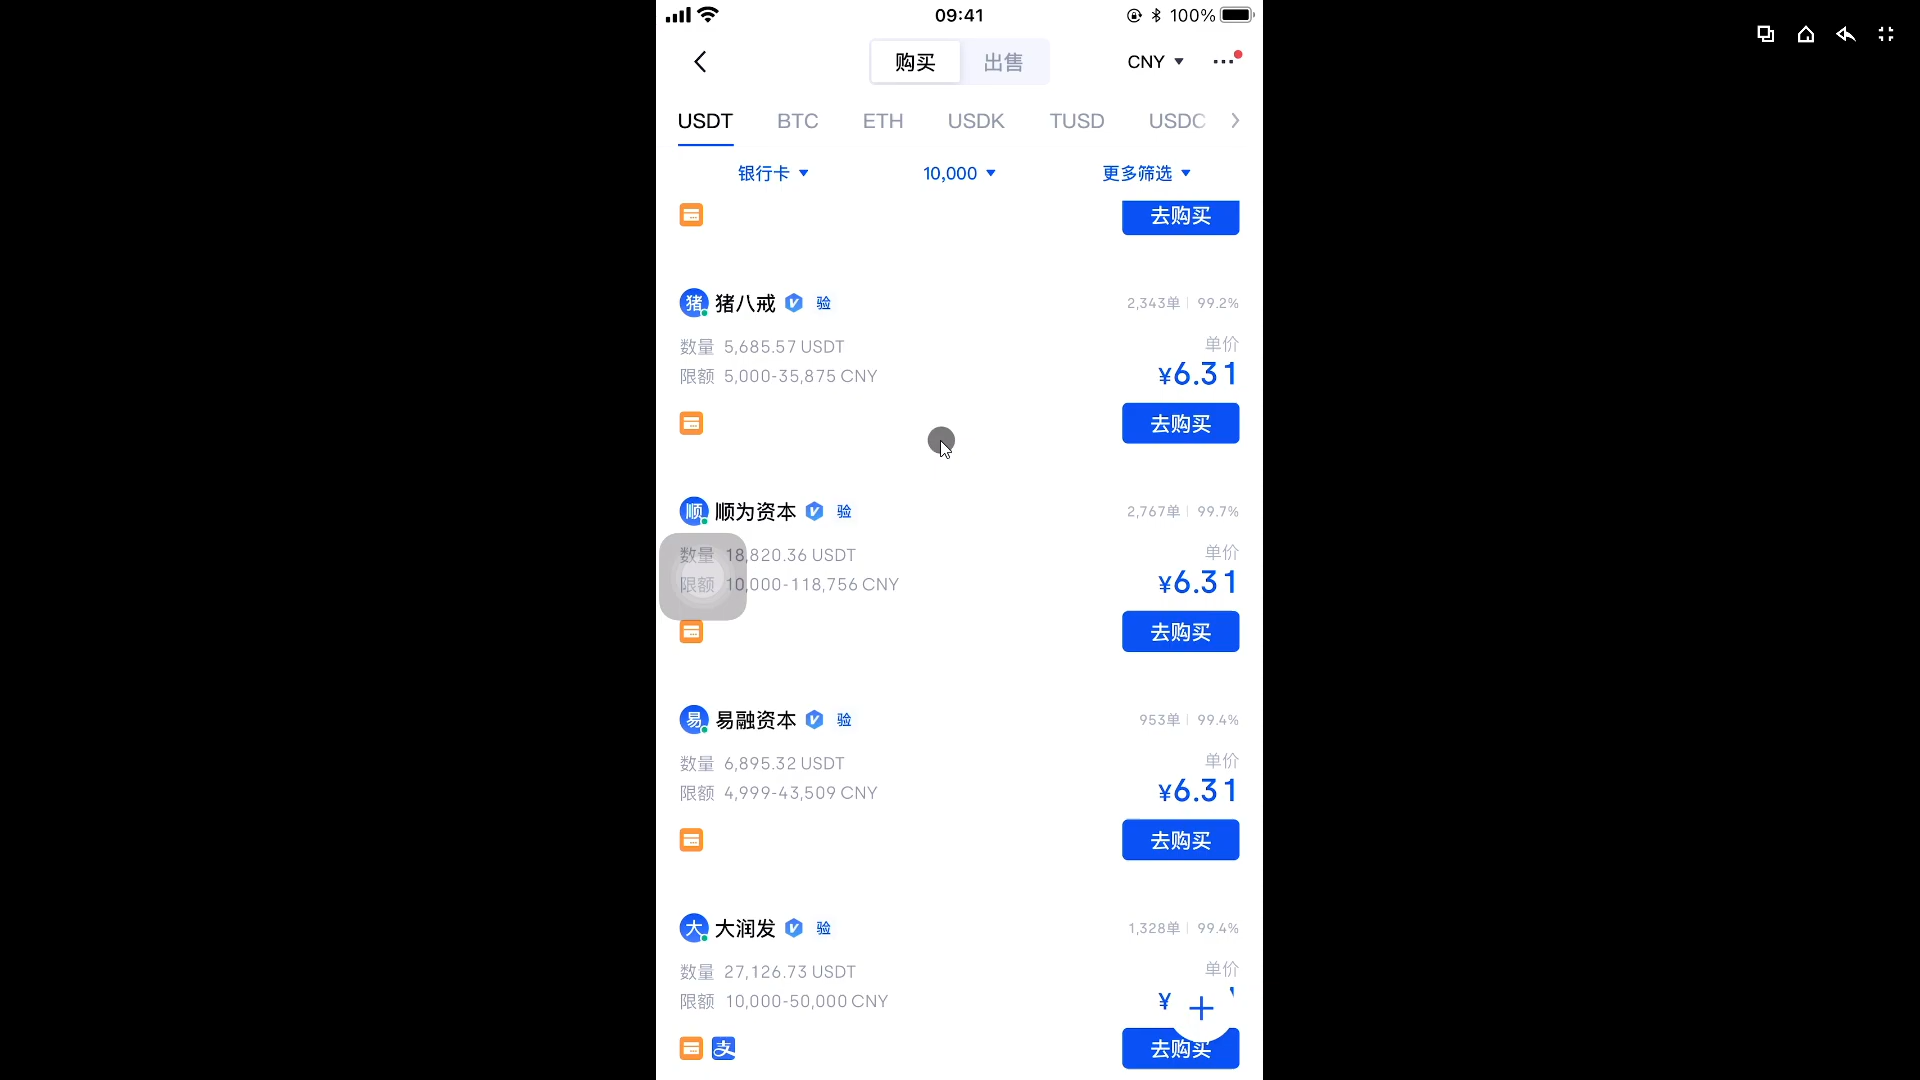 09:41
100%
购买 出售
CNY
USDT BTC ETH USDK TUSD USDC
银行卡 10,000 更多筛选
去购买
猪 猪八戒 验 2,343单 99.2%
数量 5,685.57 USDT 单价
限额 5,000-35,875 CNY ¥6.31
去购买
顺 顺为资本 验 2,767单 99.7%
数量 18,820.36 USDT 单价
限额 10,000-118,756 CNY ¥6.31
去购买
易 易融资本 验 953单 99.4%
数量 6,895.32 USDT 单价
限额 4,999-43,509 CNY ¥6.31
去购买
大 大润发 验 1,328单 99.4%
数量 27,126.73 USDT 单价
限额 10,000-50,000 CNY ¥
支 去购买